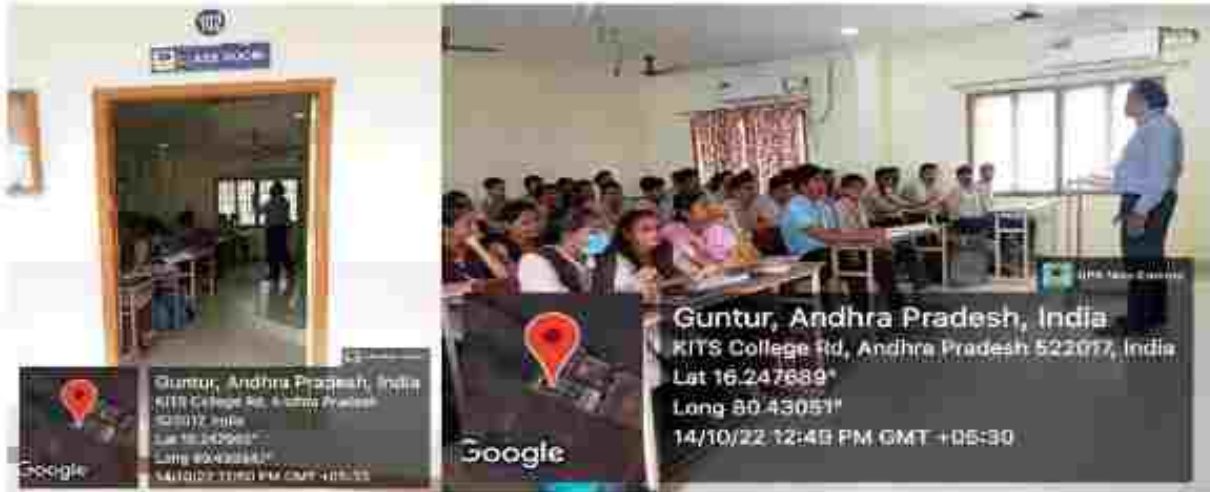 102
CLASS ROOM
Guntur, Andhra Pradesh, India
KITS College Rd, Andhra Pradesh
522017, India
Google
GPS Map Camera
Guntur, Andhra Pradesh, India
KITS College Rd, Andhra Pradesh 522017, India
Lat 16.247689°
Long 80.43051°
14/10/22 12:49 PM GMT +05:30
Google